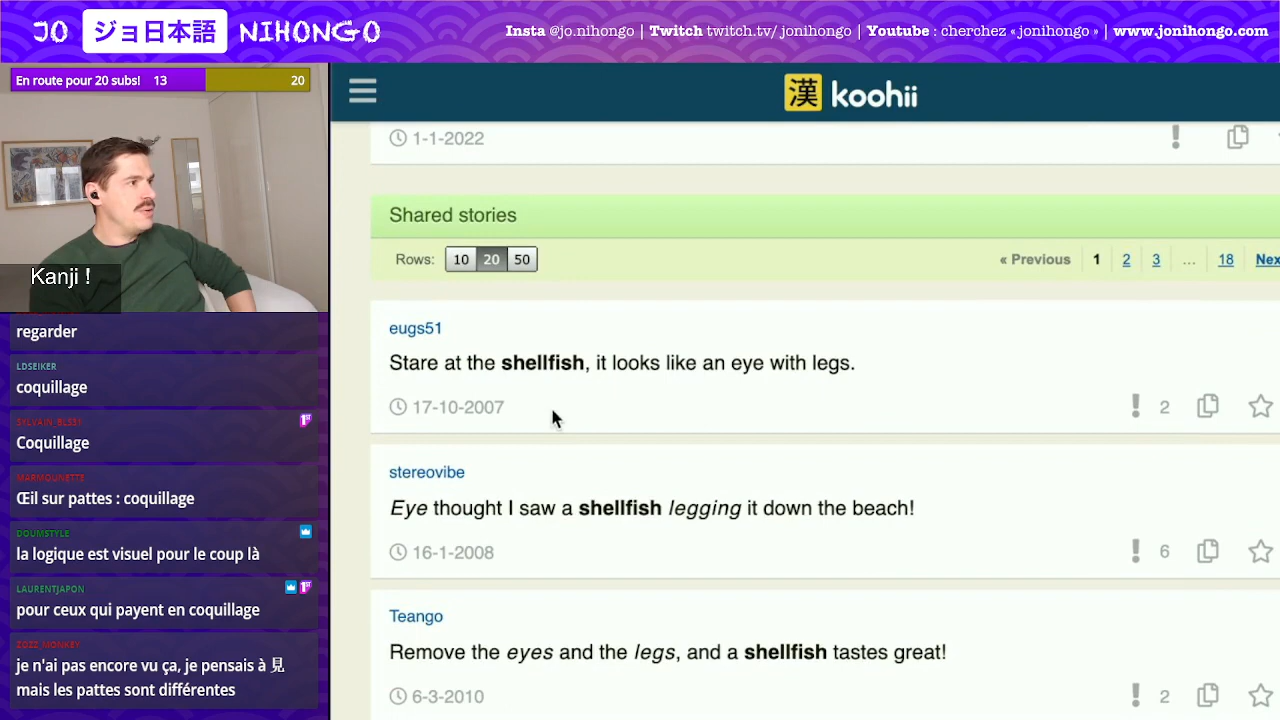 JO ジョ日本語 NIHONGO
Insta @jo.nihongo | Twitch twitch.tv/ jonihongo | Youtube : cherchez « jonihongo » | www.jonihongo.com
En route pour 20 subs! 13 20
Kanji !
regarder
LDSEIKER
coquillage
SYLVAIN_BLS51
Coquillage
MARMOUNETTE
Œil sur pattes : coquillage
DOUMSTYLE
la logique est visuel pour le coup là
LAURENTJAPON
pour ceux qui payent en coquillage
ZOZZ_MONKEY
je n'ai pas encore vu ça, je pensais à 見
mais les pattes sont différentes
漢 koohii
1-1-2022
Shared stories
Rows: 10 20 50
« Previous 1 2 3 ... 18 Nex
eugs51
Stare at the shellfish, it looks like an eye with legs.
17-10-2007 2
stereovibe
Eye thought I saw a shellfish legging it down the beach!
16-1-2008 6
Teango
Remove the eyes and the legs, and a shellfish tastes great!
6-3-2010 2